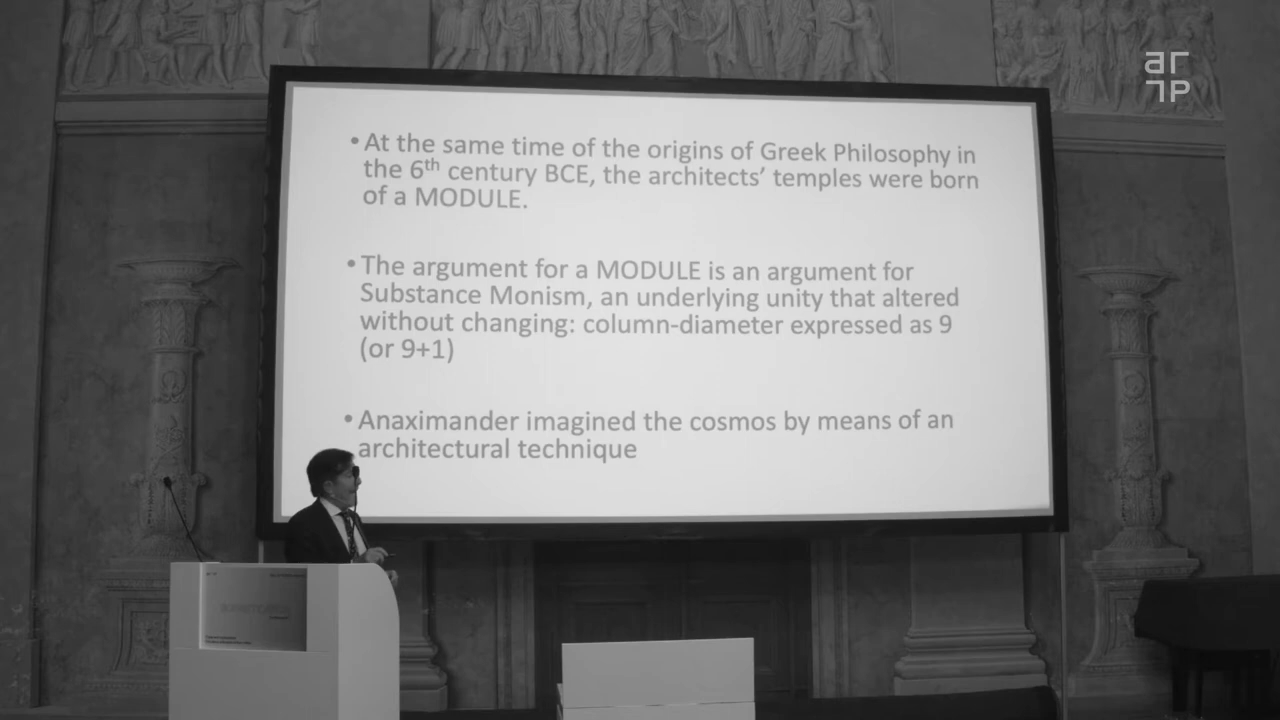 ar
P
• At the same time of the origins of Greek Philosophy in
the 6th century BCE, the architects' temples were born
of a MODULE.
• The argument for a MODULE is an argument for
Substance Monism, an underlying unity that altered
without changing: column-diameter expressed as 9
(or 9+1)
• Anaximander imagined the cosmos by means of an
architectural technique